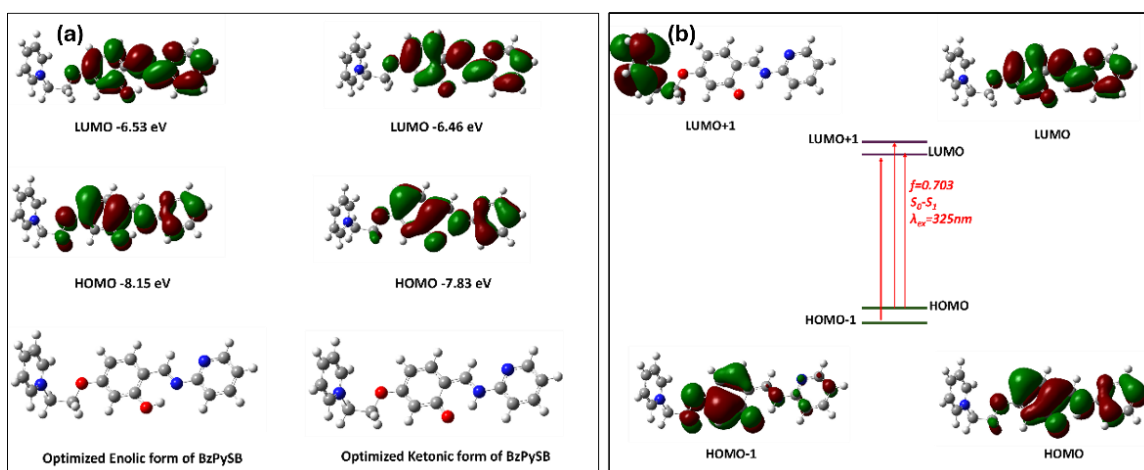 (a)
LUMO -6.53 eV
LUMO -6.46 eV
HOMO -8.15 eV
HOMO -7.83 eV
Optimized Enolic form of BzPySB
Optimized Ketonic form of BzPySB
(b)
LUMO+1
LUMO
LUMO+1
LUMO
f=0.703
S₀-S₁
λₑₓ=325nm
HOMO
HOMO-1
HOMO-1
HOMO